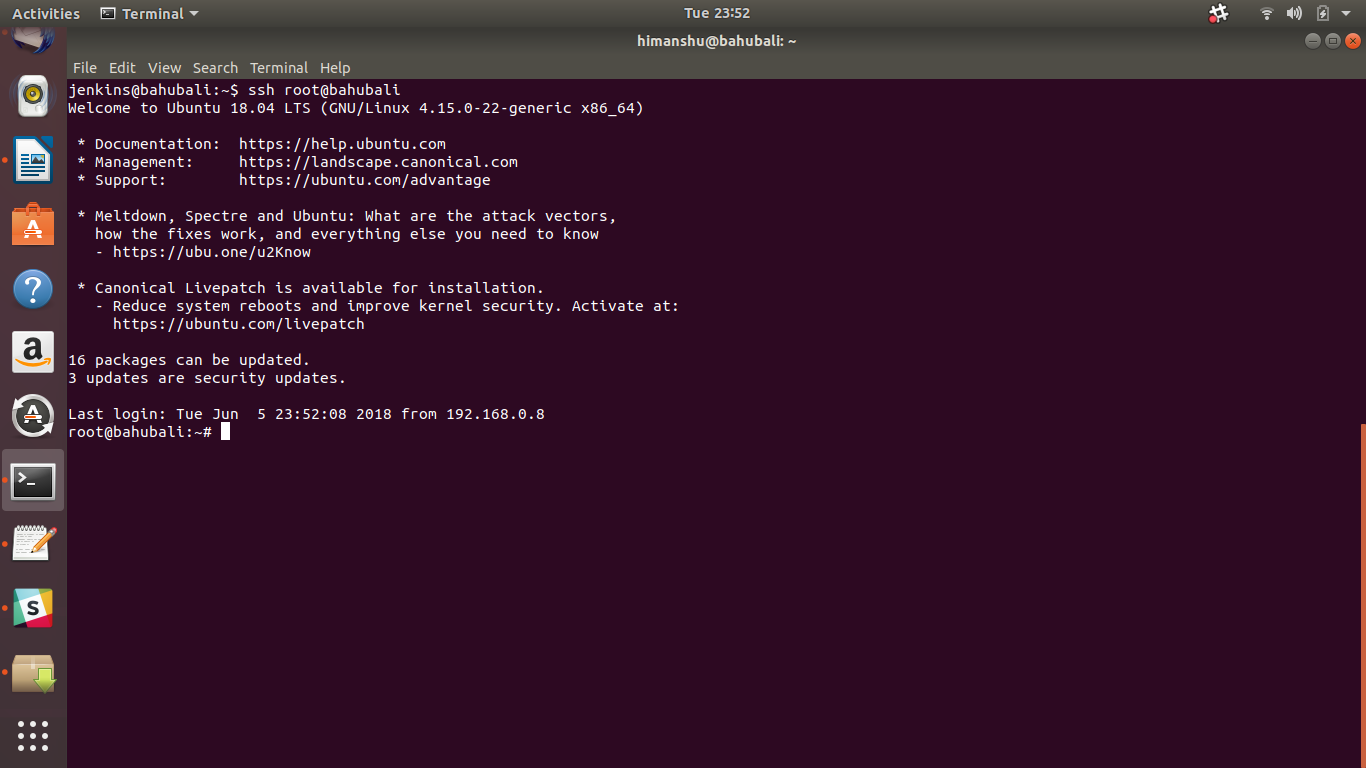 Activities Terminal Tue 23:52
himanshu@bahubali: ~
File Edit View Search Terminal Help
jenkins@bahubali:~$ ssh root@bahubali
Welcome to Ubuntu 18.04 LTS (GNU/Linux 4.15.0-22-generic x86_64)
* Documentation: https://help.ubuntu.com
* Management: https://landscape.canonical.com
* Support: https://ubuntu.com/advantage
* Meltdown, Spectre and Ubuntu: What are the attack vectors,
how the fixes work, and everything else you need to know
- https://ubu.one/u2Know
* Canonical Livepatch is available for installation.
- Reduce system reboots and improve kernel security. Activate at:
https://ubuntu.com/livepatch
16 packages can be updated.
3 updates are security updates.
Last login: Tue Jun  5 23:52:08 2018 from 192.168.0.8
root@bahubali:~#